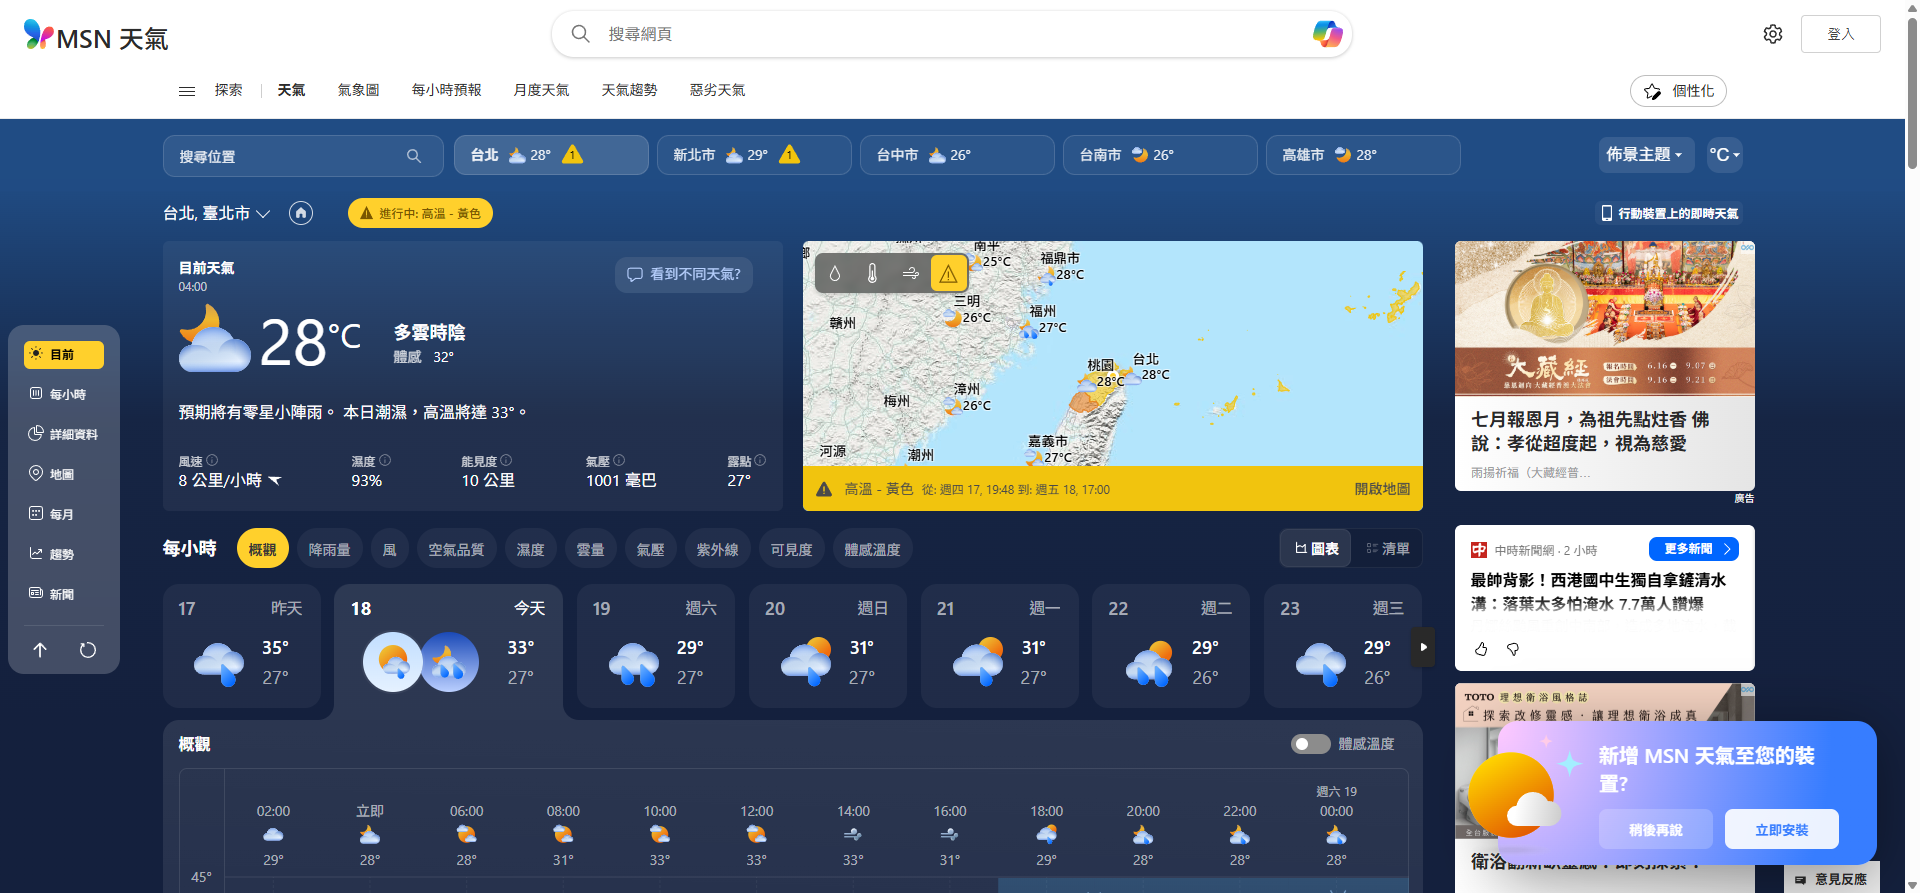 MSN 天氣
搜尋網頁
登入
探索
天氣
氣象圖
每小時預報
月度天氣
天氣趨勢
惡劣天氣
個性化
搜尋位置
台北 28° 1
新北市 29° 1
台中市 26°
台南市 26°
高雄市 28°
佈景主題
°C
台北, 臺北市
進行中: 高溫 - 黃色
行動裝置上的即時天氣
目前天氣
04:00
看到不同天氣?
28°C
多雲時陰
體感 32°
預期將有零星小陣雨。 本日潮濕，高溫將達 33°。
風速
8 公里/小時
濕度
93%
能見度
10 公里
氣壓
1001 毫巴
露點
27°
目前
每小時
詳細資料
地圖
每月
趨勢
新聞
南平
25°C
福鼎市
28°C
三明
26°C
福州
27°C
贛州
桃園
28°C
台北
28°C
漳州
26°C
梅州
嘉義市
27°C
河源
潮州
高溫 - 黃色 從: 週四 17, 19:48 到: 週五 18, 17:00
開啟地圖
大藏經
6.16
9.07
9.16
9.21
七月報恩月，為祖先點炷香 佛
說：孝從超度起，視為慈愛
雨揚祈福（大藏經普...
廣告
每小時
概觀
降雨量
風
空氣品質
濕度
雲量
氣壓
紫外線
可見度
體感溫度
圖表
清單
17 昨天
35°
27°
18 今天
33°
27°
19 週六
29°
27°
20 週日
31°
27°
21 週一
31°
27°
22 週二
29°
26°
23 週三
29°
26°
中時新聞網 · 2 小時
更多新聞
最帥背影！西港國中生獨自拿鏟清水
溝：落葉太多怕淹水 7.7萬人讚爆
概觀
體感溫度
週六 19
02:00 立即 06:00 08:00 10:00 12:00 14:00 16:00 18:00 20:00 22:00 00:00
29° 28° 28° 31° 33° 33° 33° 31° 29° 28° 28° 28°
45°
TOTO 理想衛浴風格誌
探索改修靈感．讓理想衛浴成真
新增 MSN 天氣至您的裝
置?
稍後再說
立即安裝
意見反應